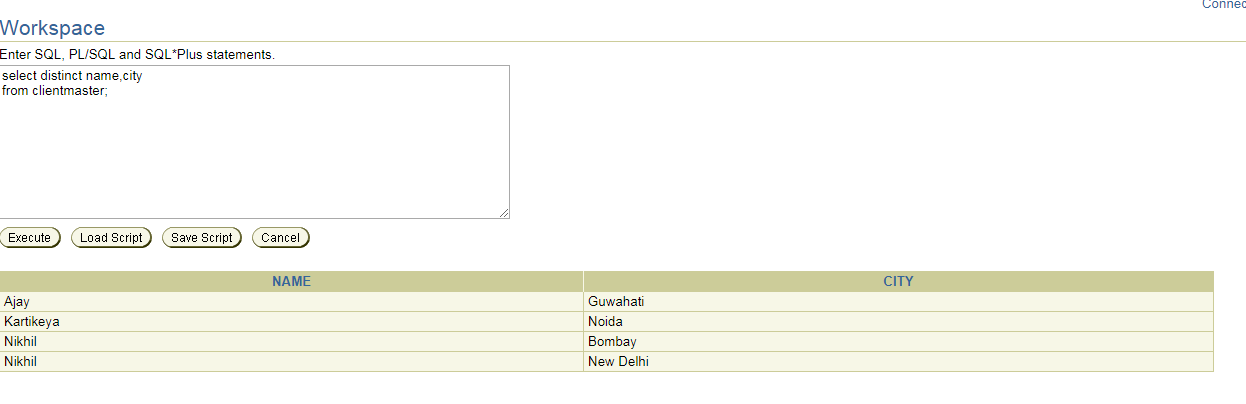 Connec
Workspace
Enter SQL, PL/SQL and SQL*Plus statements.
select distinct name,city
from clientmaster;
Execute Load Script Save Script Cancel
NAME CITY
Ajay Guwahati
Kartikeya Noida
Nikhil Bombay
Nikhil New Delhi